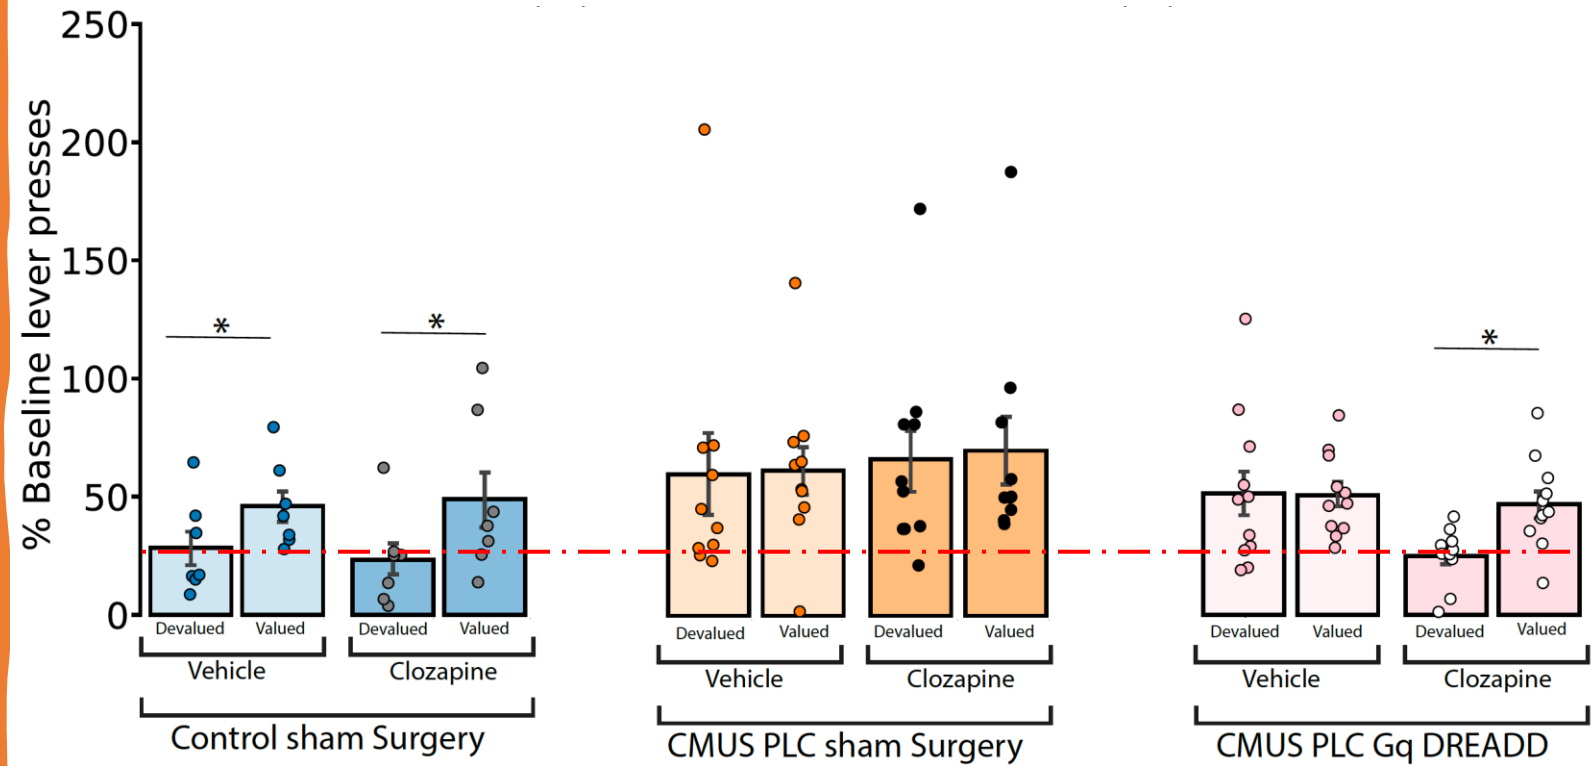 % Baseline lever presses
250
200
150
100
50
0
*
*
*
Devalued Valued Devalued Valued Devalued Valued Devalued Valued Devalued Valued Devalued Valued
Vehicle Clozapine Vehicle Clozapine Vehicle Clozapine
Control sham Surgery CMUS PLC sham Surgery CMUS PLC Gq DREADD